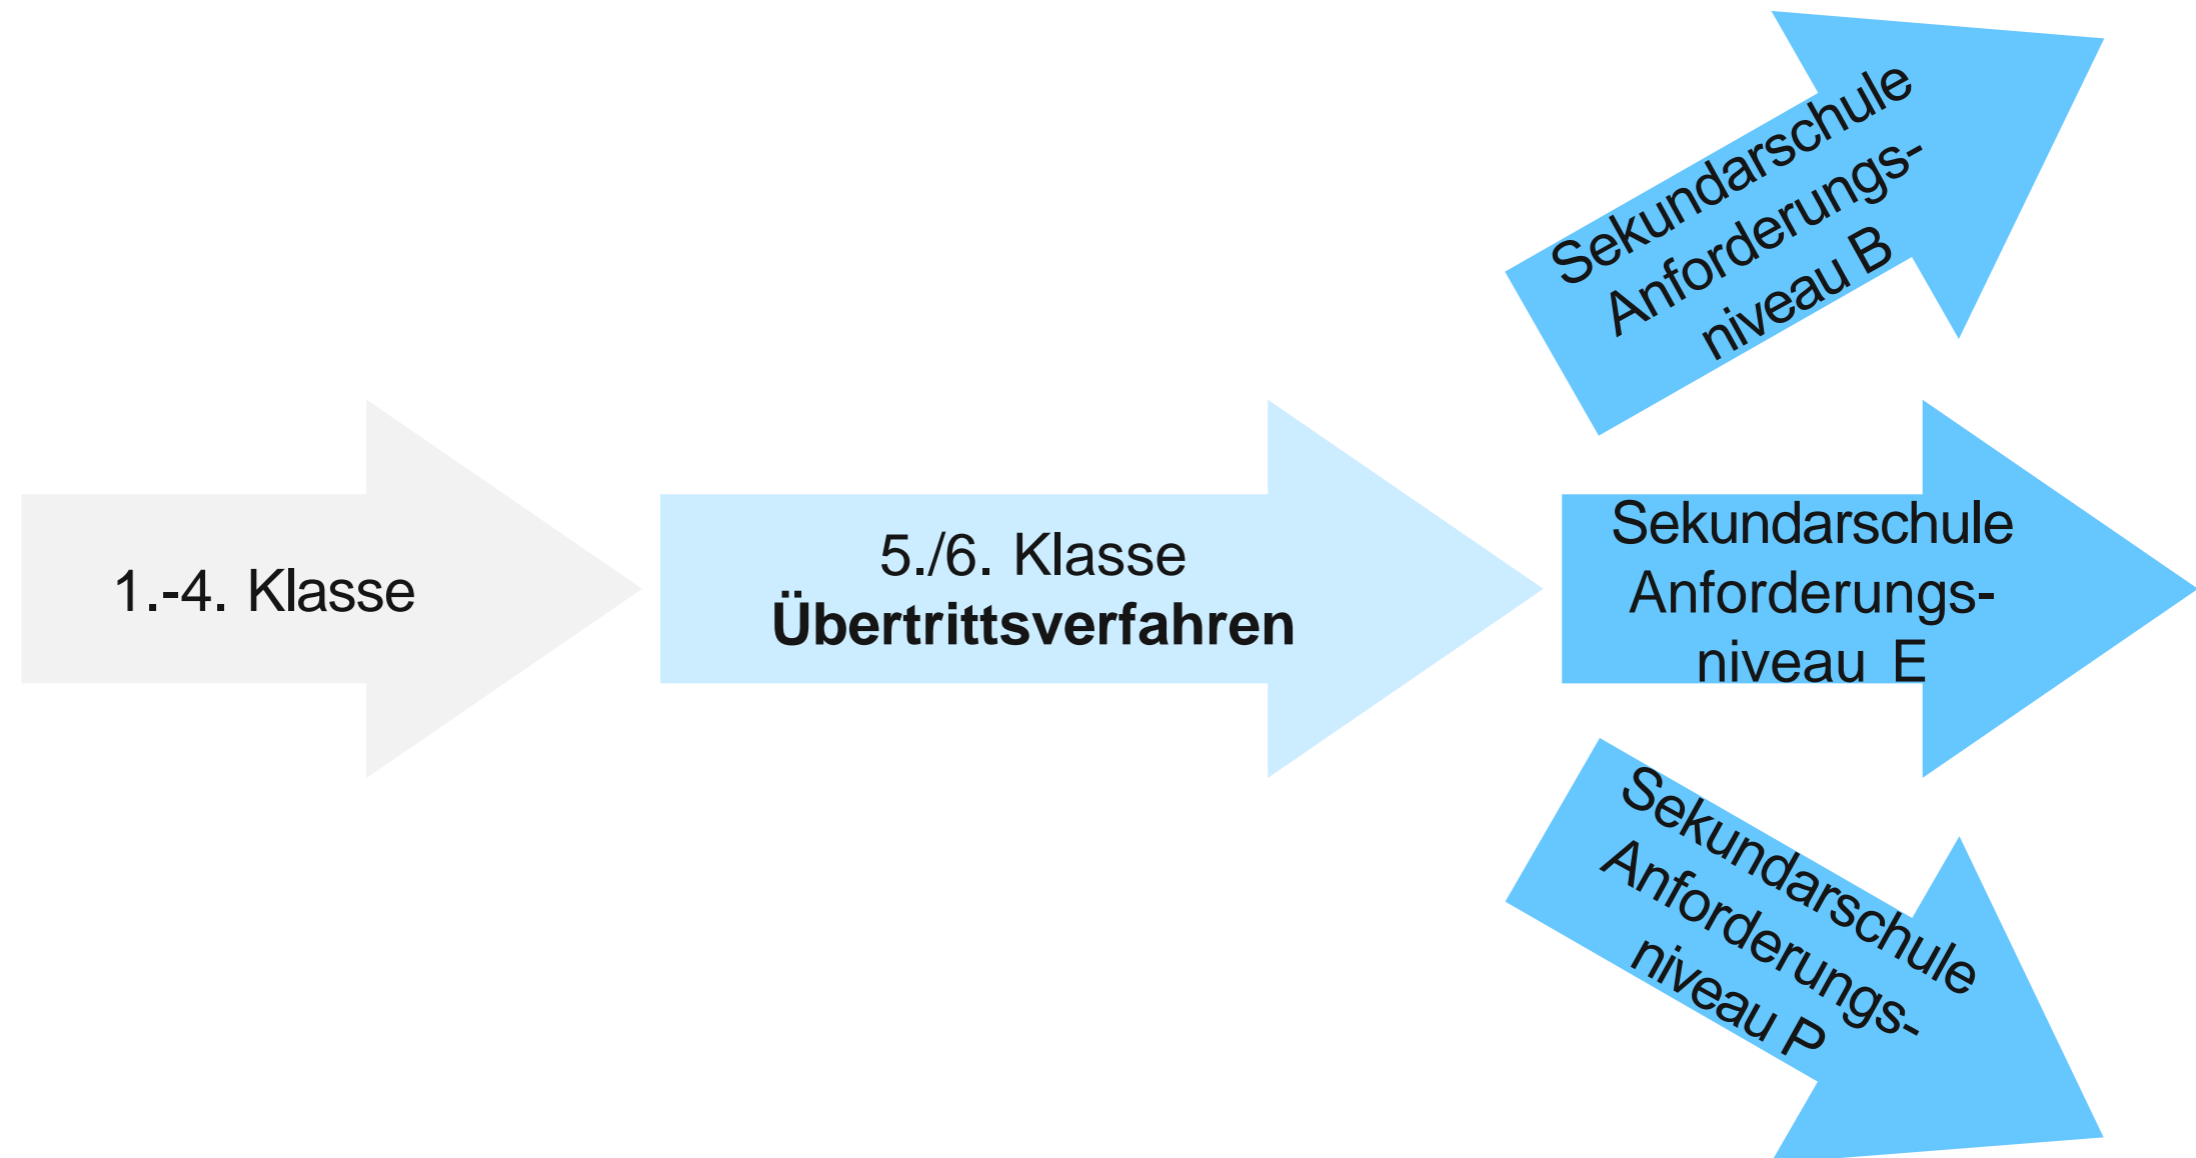 1.-4. Klasse
5./6. Klasse
Übertrittsverfahren
Sekundarschule
Anforderungs-
niveau B
Sekundarschule
Anforderungs-
niveau E
Sekundarschule
Anforderungs-
niveau P